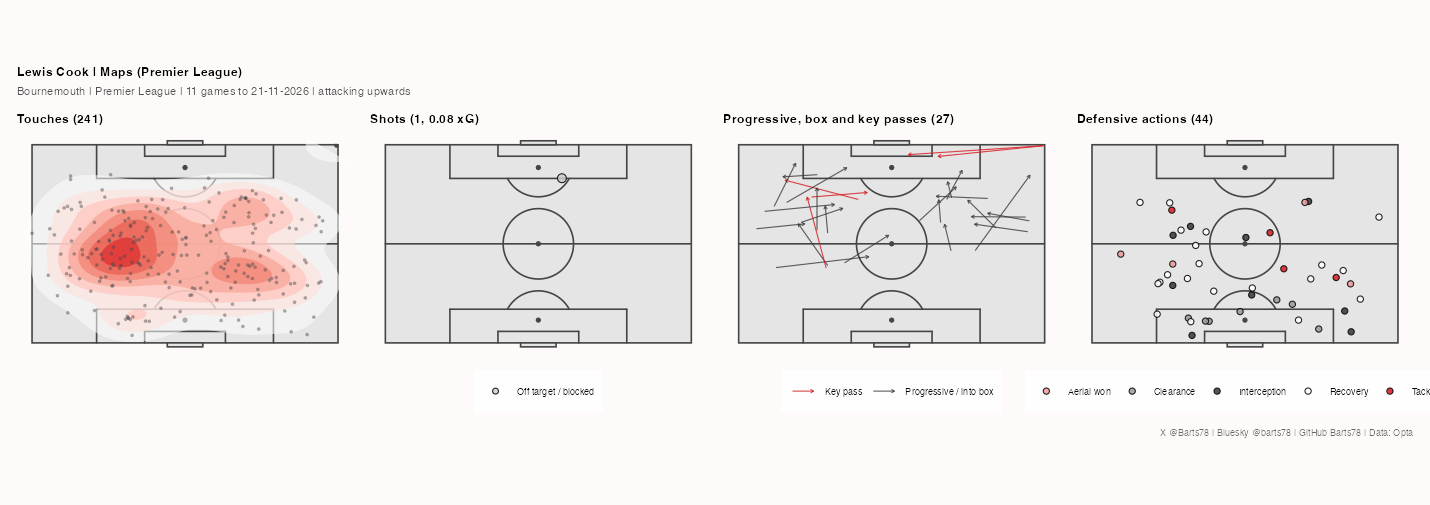 Lewis Cook | Maps (Premier League)
Bournemouth | Premier League | 11 games to 21-11-2026 | attacking upwards
Touches (241)
Shots (1, 0.08 xG)
Progressive, box and key passes (27)
Defensive actions (44)
Off target / blocked
Key pass
Progressive / into box
Aerial won
Clearance
Interception
Recovery
Tack
X @Barts78 | Bluesky @barts78 | GitHub Barts78 | Data: Opta